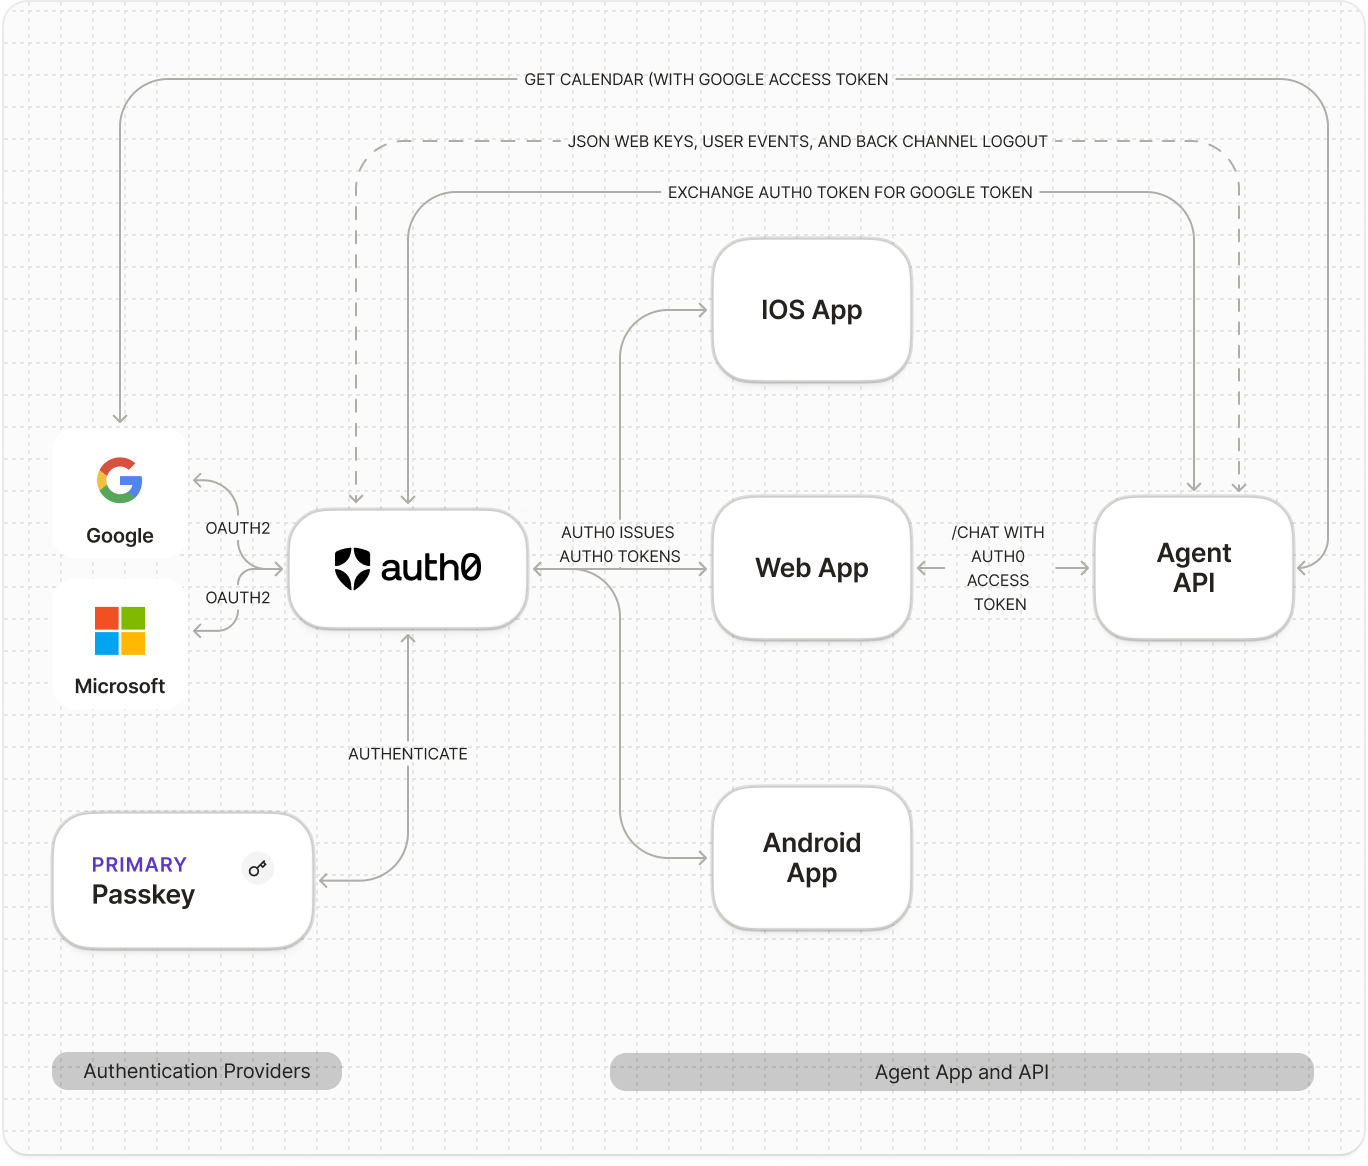 GET CALENDAR (WITH GOOGLE ACCESS TOKEN
JSON WEB KEYS, USER EVENTS, AND BACK CHANNEL LOGOUT
EXCHANGE AUTH0 TOKEN FOR GOOGLE TOKEN
IOS App
Google
OAUTH2
OAUTH2
Microsoft
auth0
AUTH0 ISSUES
AUTH0 TOKENS
Web App
/CHAT WITH
AUTH0
ACCESS
TOKEN
Agent
API
AUTHENTICATE
PRIMARY
Passkey
Android
App
Authentication Providers
Agent App and API